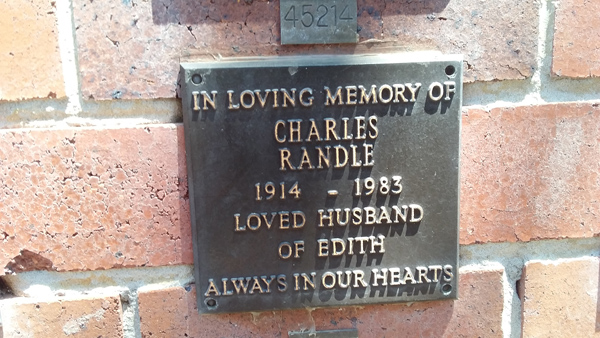 45214
IN LOVING MEMORY OF
CHARLES
RANDLE
1914 - 1983
LOVED HUSBAND
OF EDITH
ALWAYS IN OUR HEARTS